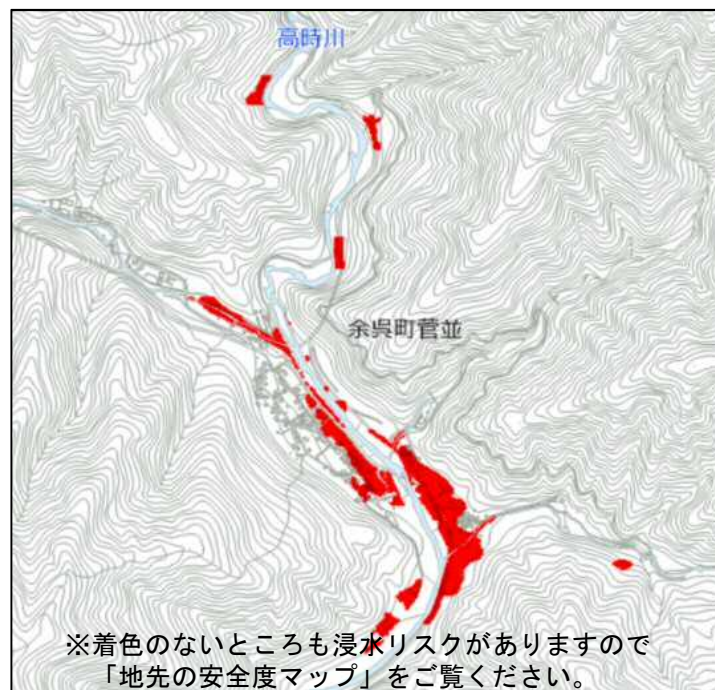 高時川
余呉町菅並
※着色のないところも浸水リスクがありますので
「地先の安全度マップ」をご覧ください。